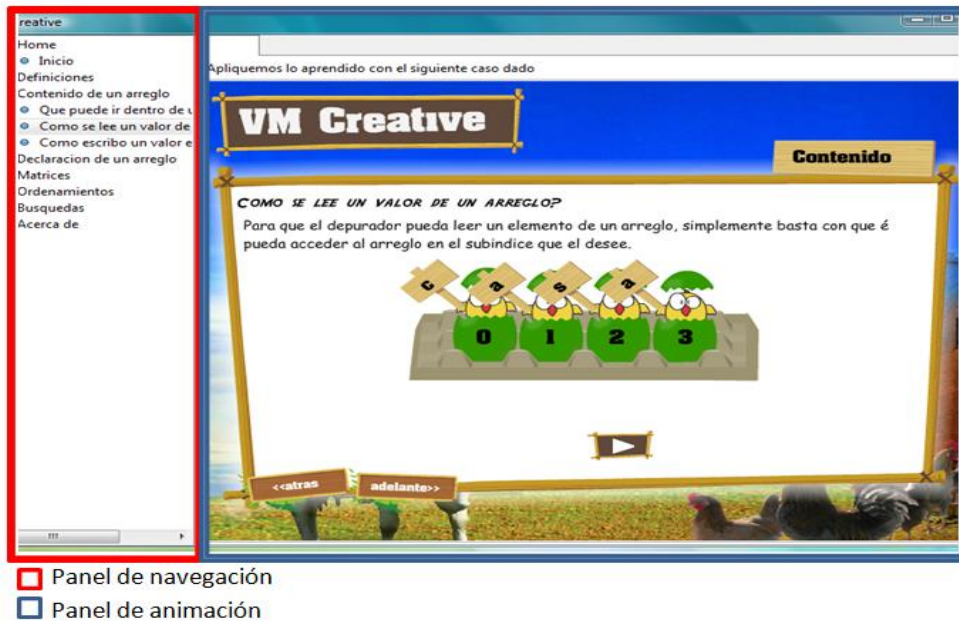 reative
Home
Inicio
Definiciones
Contenido de un arreglo
Que puede ir dentro de u
Como se lee un valor de
Como escribo un valor e
Declaracion de un arreglo
Matrices
Ordenamientos
Busquedas
Acerca de
Apliquemos lo aprendido con el siguiente caso dado
VM Creative
Contenido
COMO SE LEE UN VALOR DE UN ARREGLO?
Para que el depurador pueda leer un elemento de un arreglo, simplemente basta con que é
pueda acceder al arreglo en el subindice que el desee.
c a s a
0 1 2 3
<<atras adelante>>
Panel de navegación
Panel de animación